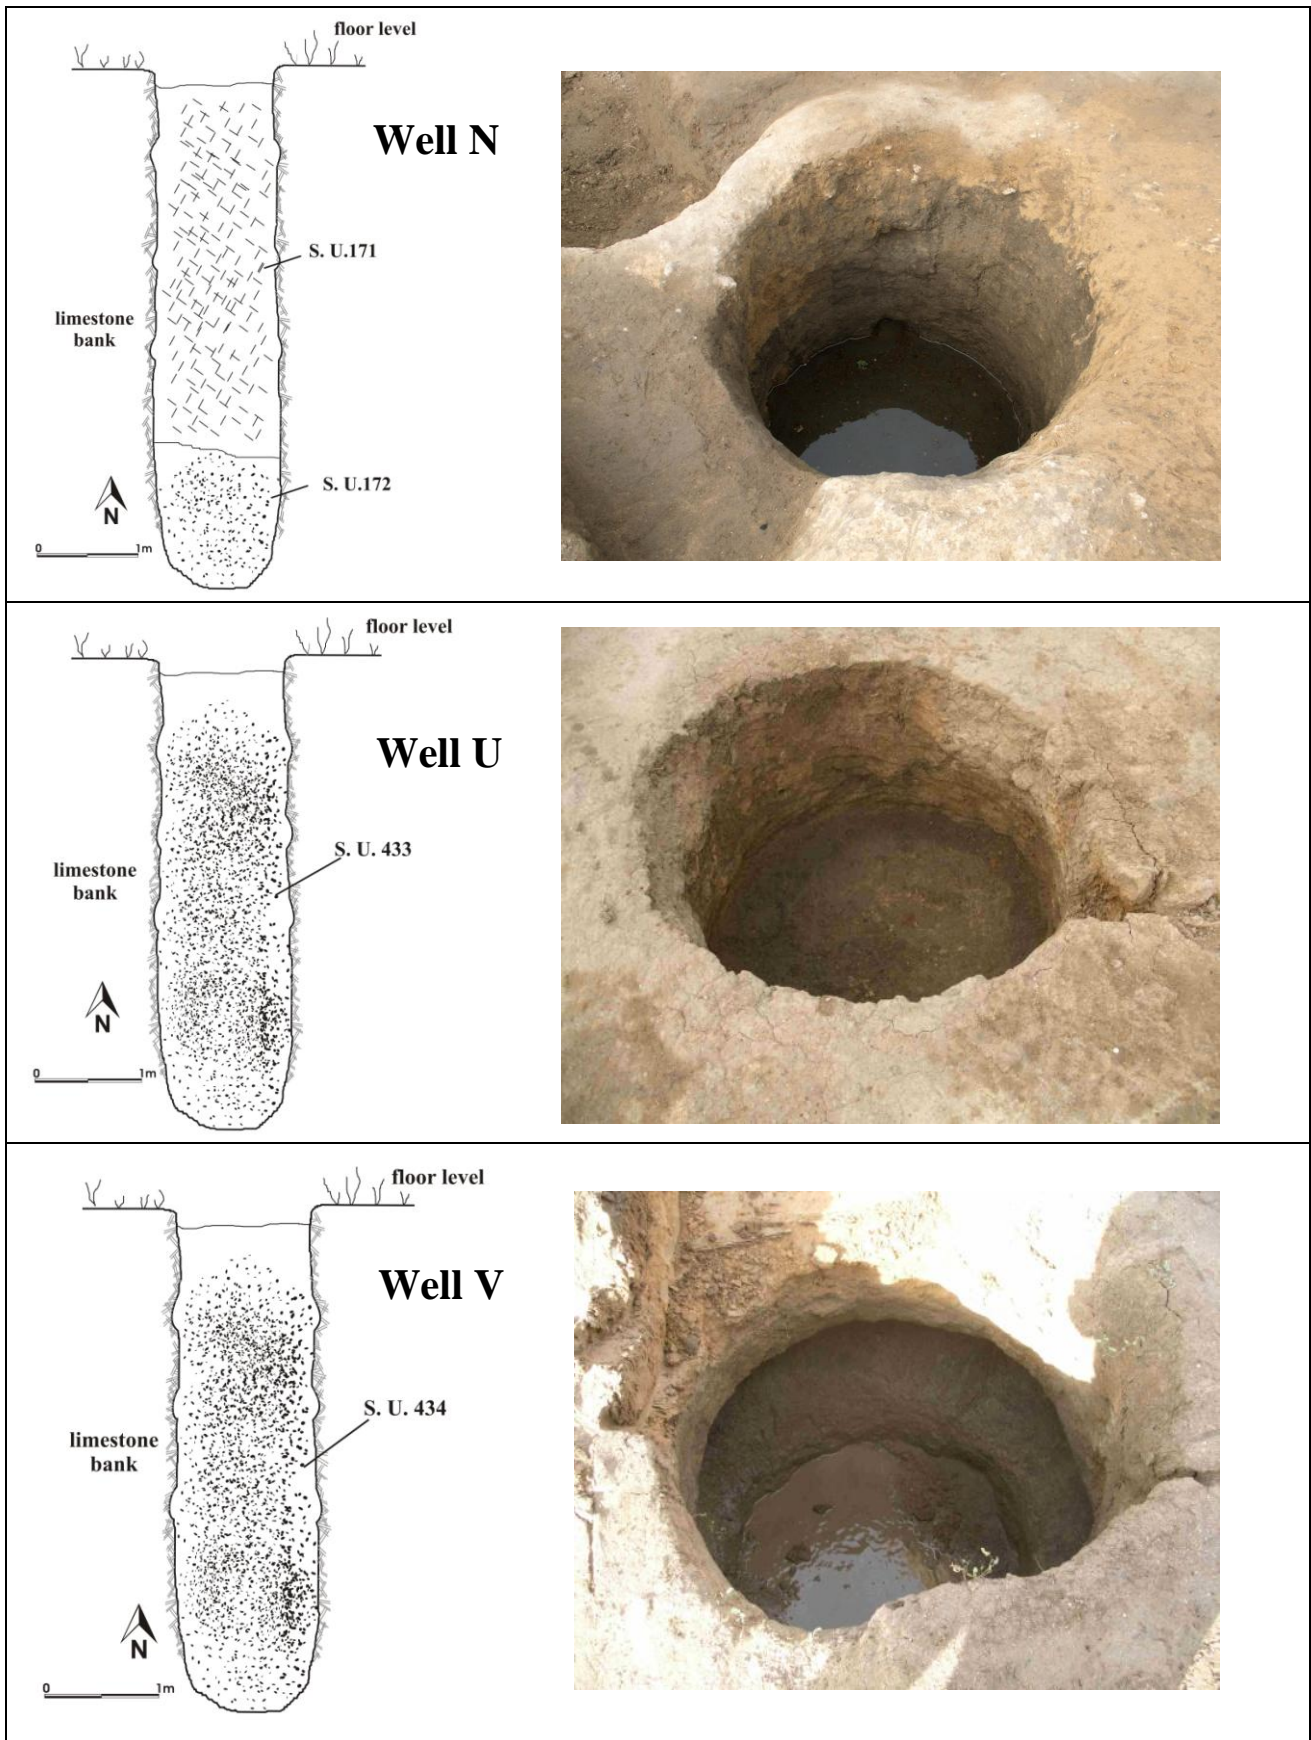 floor level
Well N
S. U.171
limestone
bank
S. U.172
N
0 1m
floor level
Well U
S. U. 433
limestone
bank
N
0 1m
floor level
Well V
S. U. 434
limestone
bank
N
0 1m